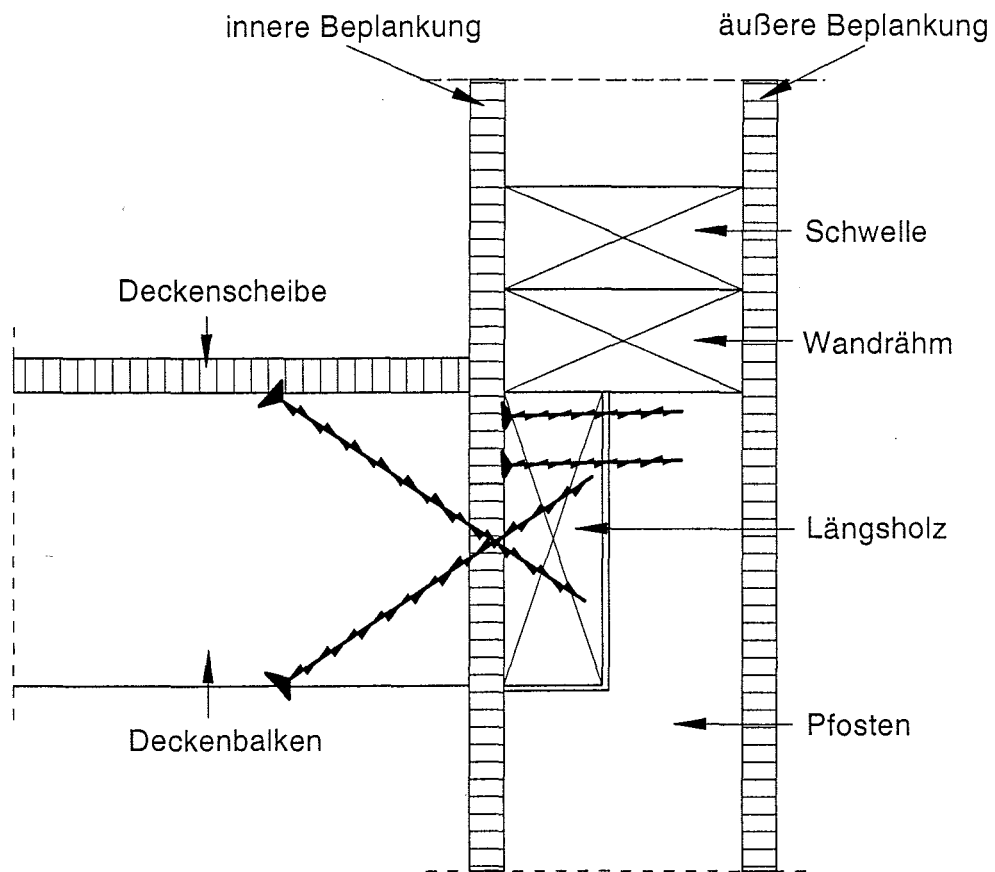 innere Beplankung
äußere Beplankung
Schwelle
Deckenscheibe
Wandrähm
Längsholz
Pfosten
Deckenbalken